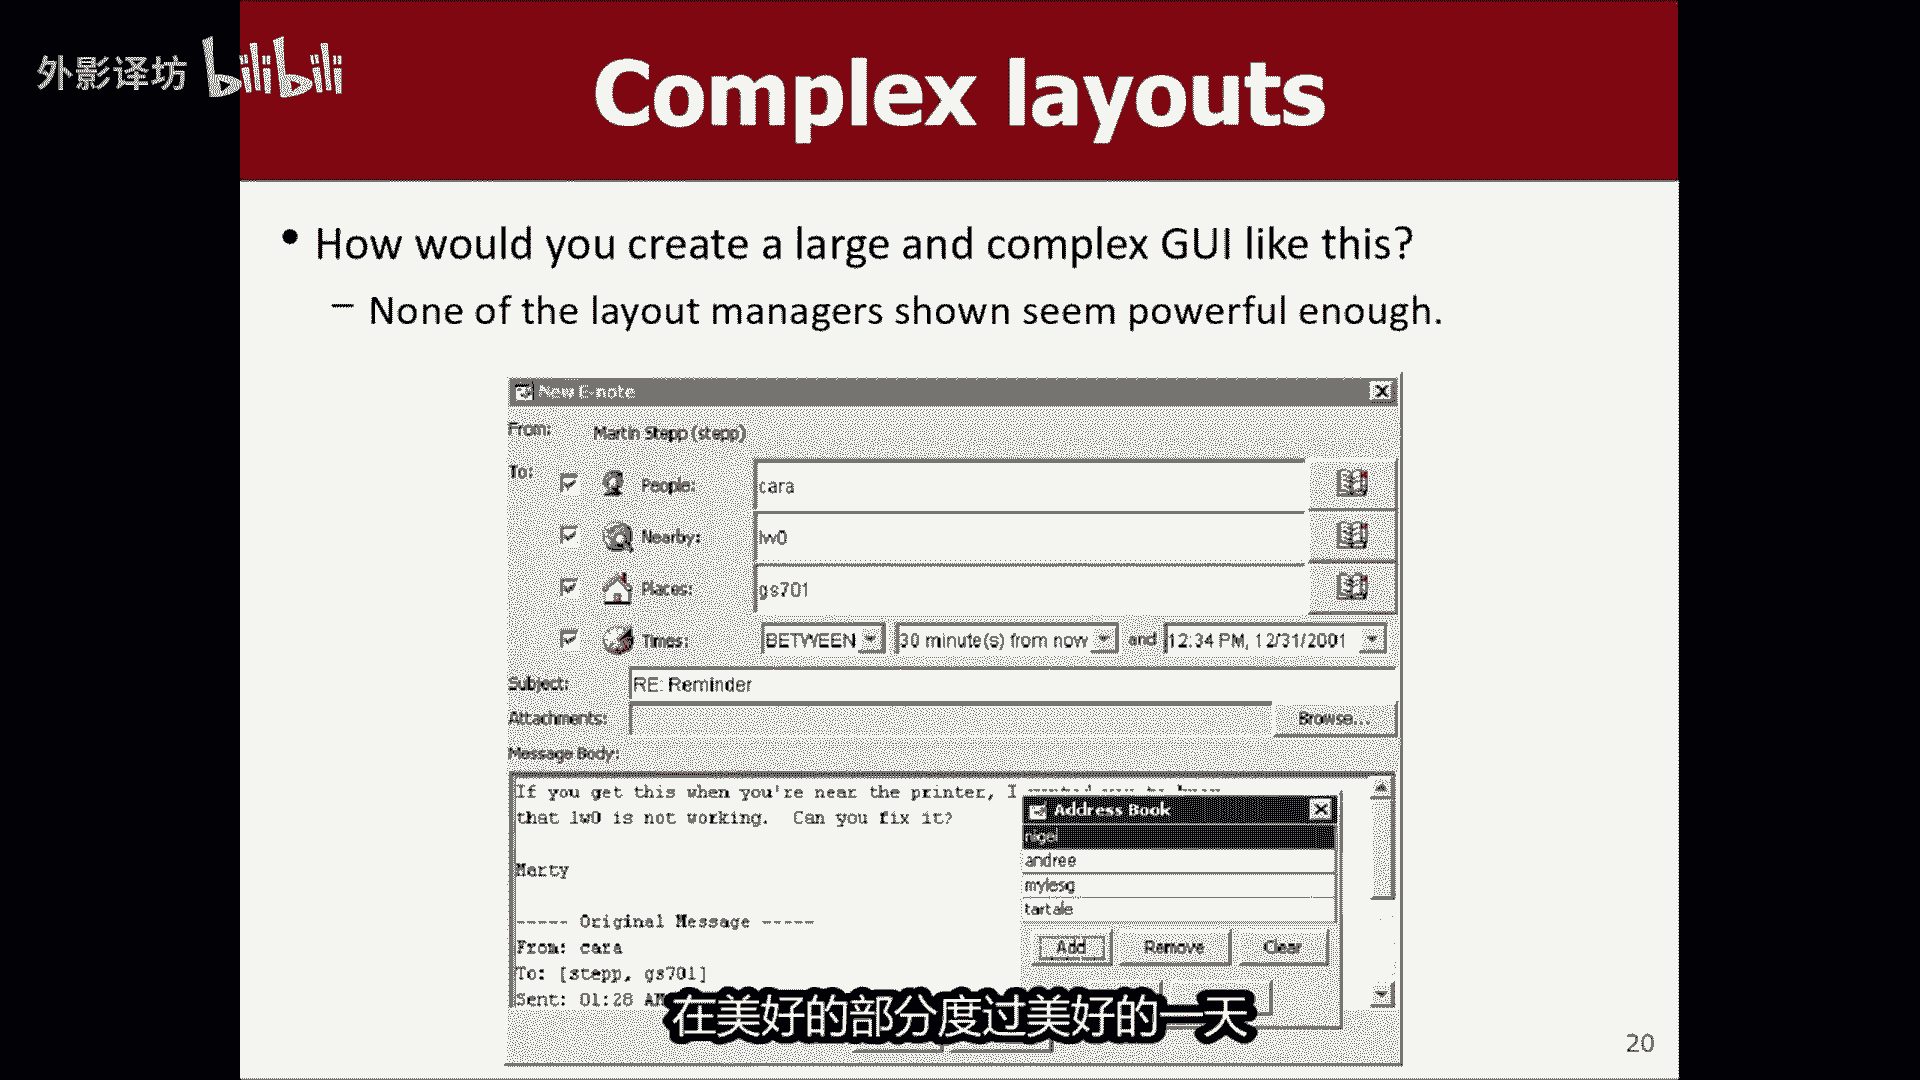 外影译坊 bilibili
Complex layouts
• How would you create a large and complex GUI like this?
– None of the layout managers shown seem powerful enough.
New E-note
From: Martin Stepp (stepp)
To: People: cara
Nearby: lw0
Places: gs701
Times: BETWEEN 30 minute(s) from now and 12:34 PM, 12/31/2001
Subject: RE: Reminder
Attachments: Browse...
Message Body:
If you get this when you're near the printer, I
that lw0 is not working. Can you fix it?
Marty
----- Original Message -----
From: cara
To: [stepp, gs701]
Sent: 01:28 AM
Address Book
nigel
andree
mylesg
tartale
Add Remove Clear
在美好的部分度过美好的一天
20